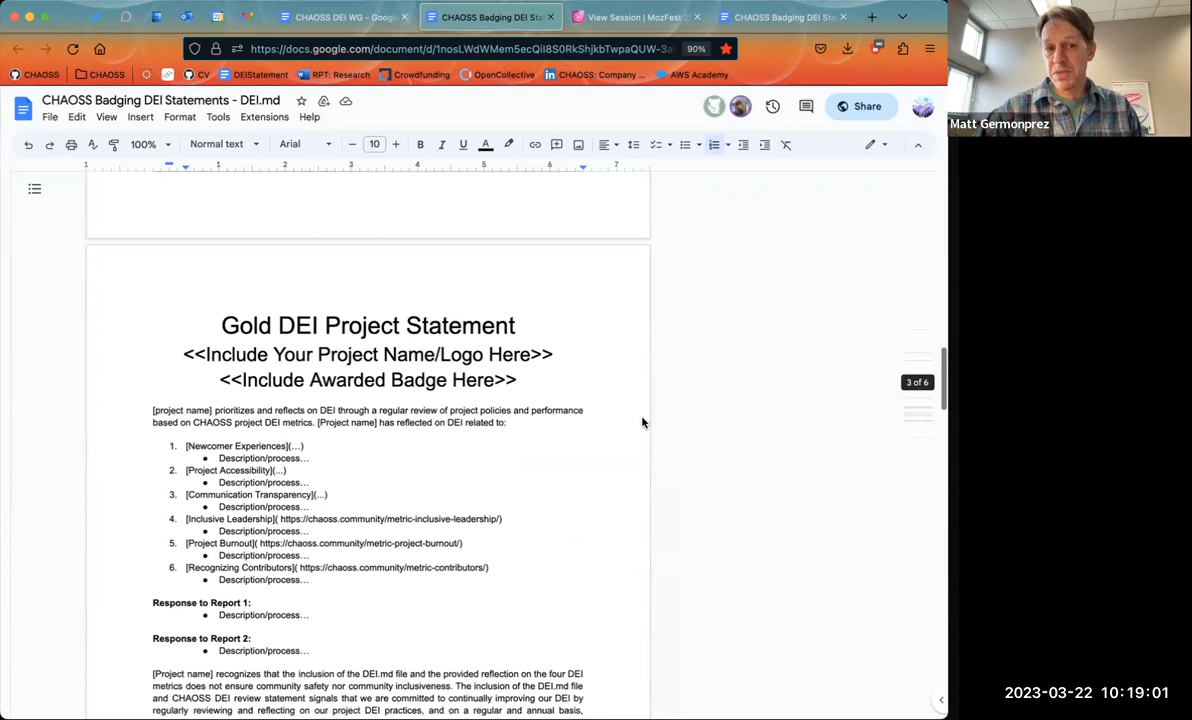 CHAOSS DEI WG - Google
CHAOSS Badging DEI Sta
View Session | MozFest
CHAOSS Badging DEI Sta
https://docs.google.com/document/d/1nosLWdWMem5ecQil8S0RkShjkbTwpaQUW-3a
90%
CHAOSS
CHAOSS
CV
DEIStatement
RPT: Research
Crowdfunding
OpenCollective
CHAOSS: Company ...
AWS Academy
CHAOSS Badging DEI Statements - DEI.md
File Edit View Insert Format Tools Extensions Help
Share
100% Normal text Arial 10
1 1 2 3 4 5 6 7
Gold DEI Project Statement
<<Include Your Project Name/Logo Here>>
<<Include Awarded Badge Here>>
[project name] prioritizes and reflects on DEI through a regular review of project policies and performance
based on CHAOSS project DEI metrics. [Project name] has reflected on DEI related to:
1. [Newcomer Experiences](…)
● Description/process…
2. [Project Accessibility](...)
● Description/process…
3. [Communication Transparency](...)
● Description/process…
4. [Inclusive Leadership]( https://chaoss.community/metric-inclusive-leadership/)
● Description/process…
5. [Project Burnout]( https://chaoss.community/metric-project-burnout/)
● Description/process…
6. [Recognizing Contributors]( https://chaoss.community/metric-contributors/)
● Description/process…
Response to Report 1:
● Description/process…
Response to Report 2:
● Description/process…
[Project name] recognizes that the inclusion of the DEI.md file and the provided reflection on the four DEI
metrics does not ensure community safety nor community inclusiveness. The inclusion of the DEI.md file
and CHAOSS DEI review statement signals that we are committed to continually improving our DEI by
regularly reviewing and reflecting on our project DEI practices, and on a regular and annual basis,
3 of 6
Matt Germonprez
2023-03-22 10:19:01